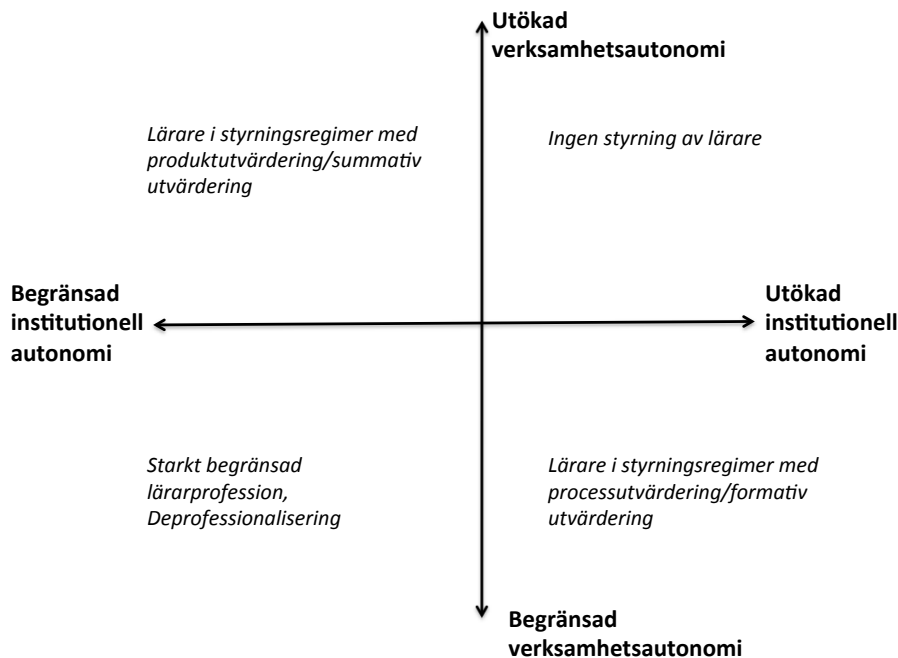 Utökad
verksamhetsautonomi
Lärare i styrningsregimer med
produktutvärdering/summativ
utvärdering
Ingen styrning av lärare
Begränsad
institutionell
autonomi
Utökad
institutionell
autonomi
Starkt begränsad
lärarprofession,
Deprofessionalisering
Lärare i styrningsregimer med
processutvärdering/formativ
utvärdering
Begränsad
verksamhetsautonomi